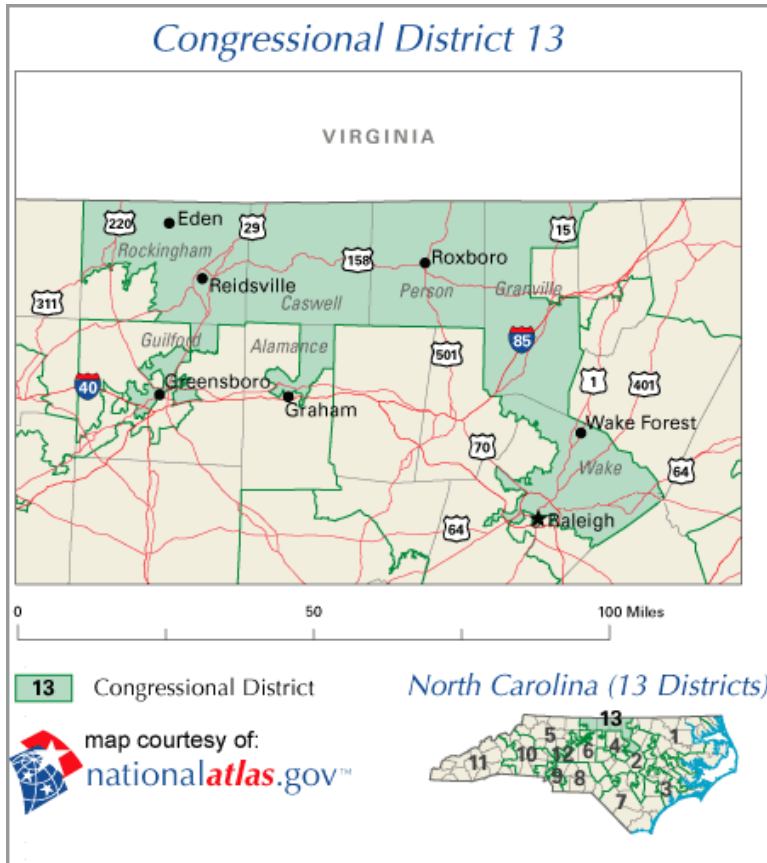 Congressional District 13
VIRGINIA
220
Eden
29
15
Rockingham
158
Roxboro
Reidsville
Person
Granville
311
Caswell
Guilford
Alamance
85
501
40
Greensboro
1
401
Graham
Wake Forest
70
Wake
64
64
Raleigh
0
50
100 Miles
13 Congressional District
North Carolina (13 Districts)
map courtesy of:
nationalatlas.gov™
13
5
1
4
12
6
10
2
11
9
8
3
7